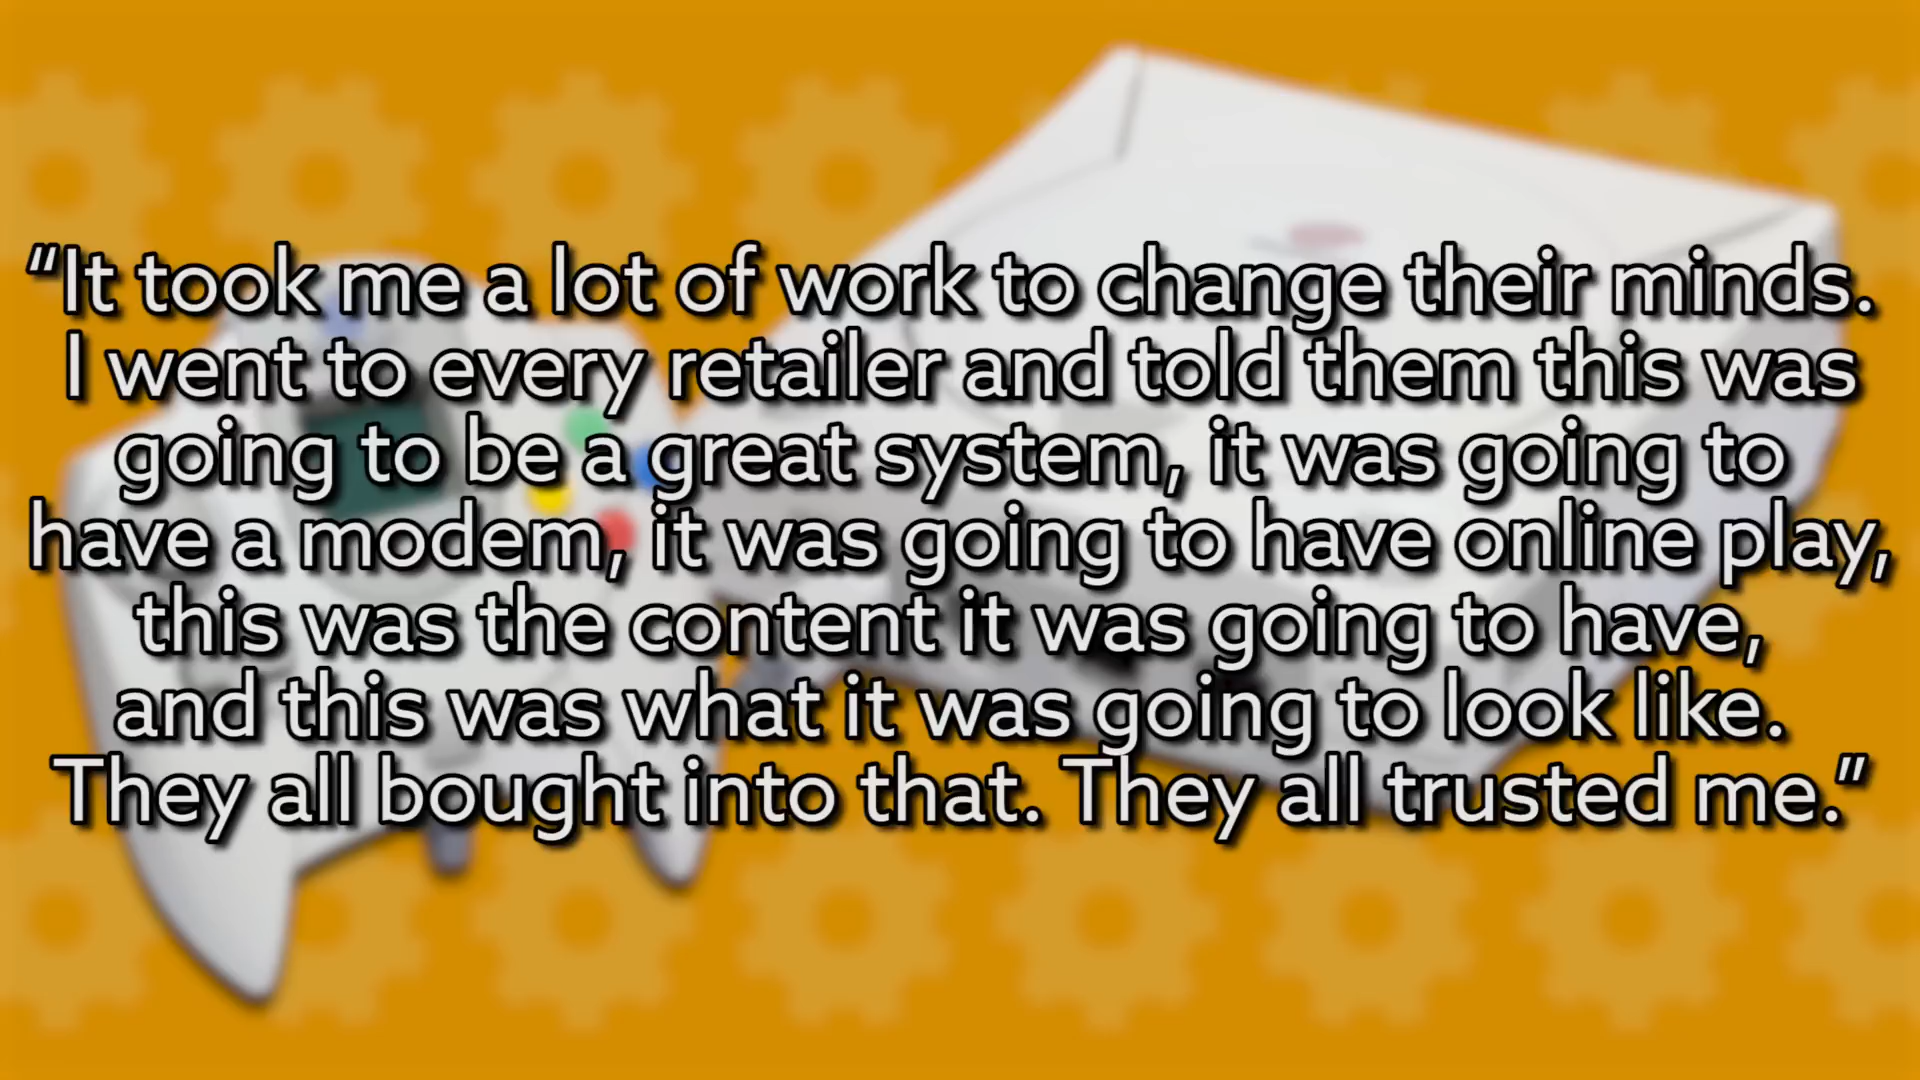 “It took me a lot of work to change their minds.
I went to every retailer and told them this was
going to be a great system, it was going to
have a modem, it was going to have online play,
this was the content it was going to have,
and this was what it was going to look like.
They all bought into that. They all trusted me.”